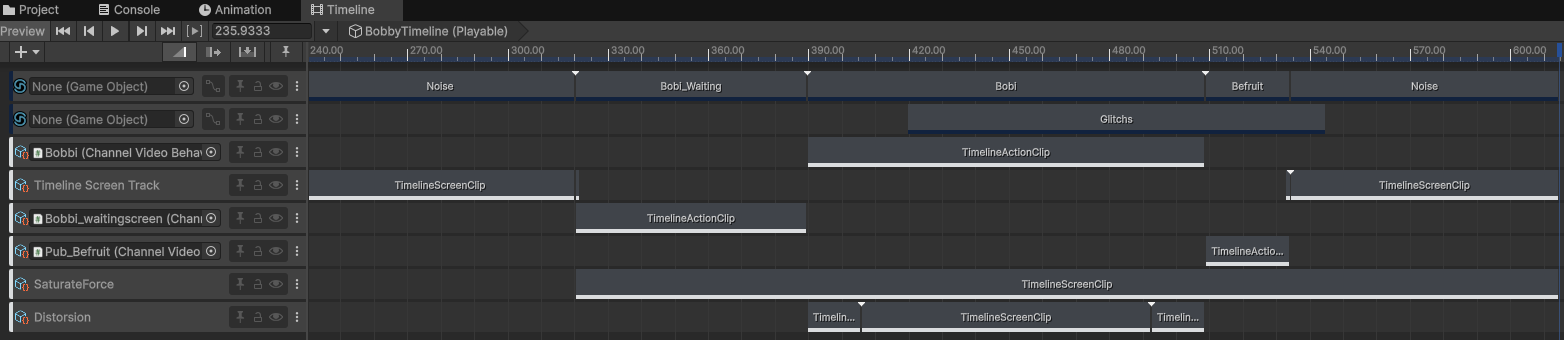 Project Console Animation Timeline
Preview 235.9333 BobbyTimeline (Playable)
240.00 270.00 300.00 330.00 360.00 390.00 420.00 450.00 480.00 510.00 540.00 570.00 600.00
None (Game Object) Noise Bobi_Waiting Bobi Befruit Noise
None (Game Object) Glitchs
Bobbi (Channel Video Behav TimelineActionClip
Timeline Screen Track TimelineScreenClip TimelineScreenClip
Bobbi_waitingscreen (Chann TimelineActionClip
Pub_Befruit (Channel Video TimelineActio...
SaturateForce TimelineScreenClip
Distorsion Timelin... TimelineScreenClip Timelin...